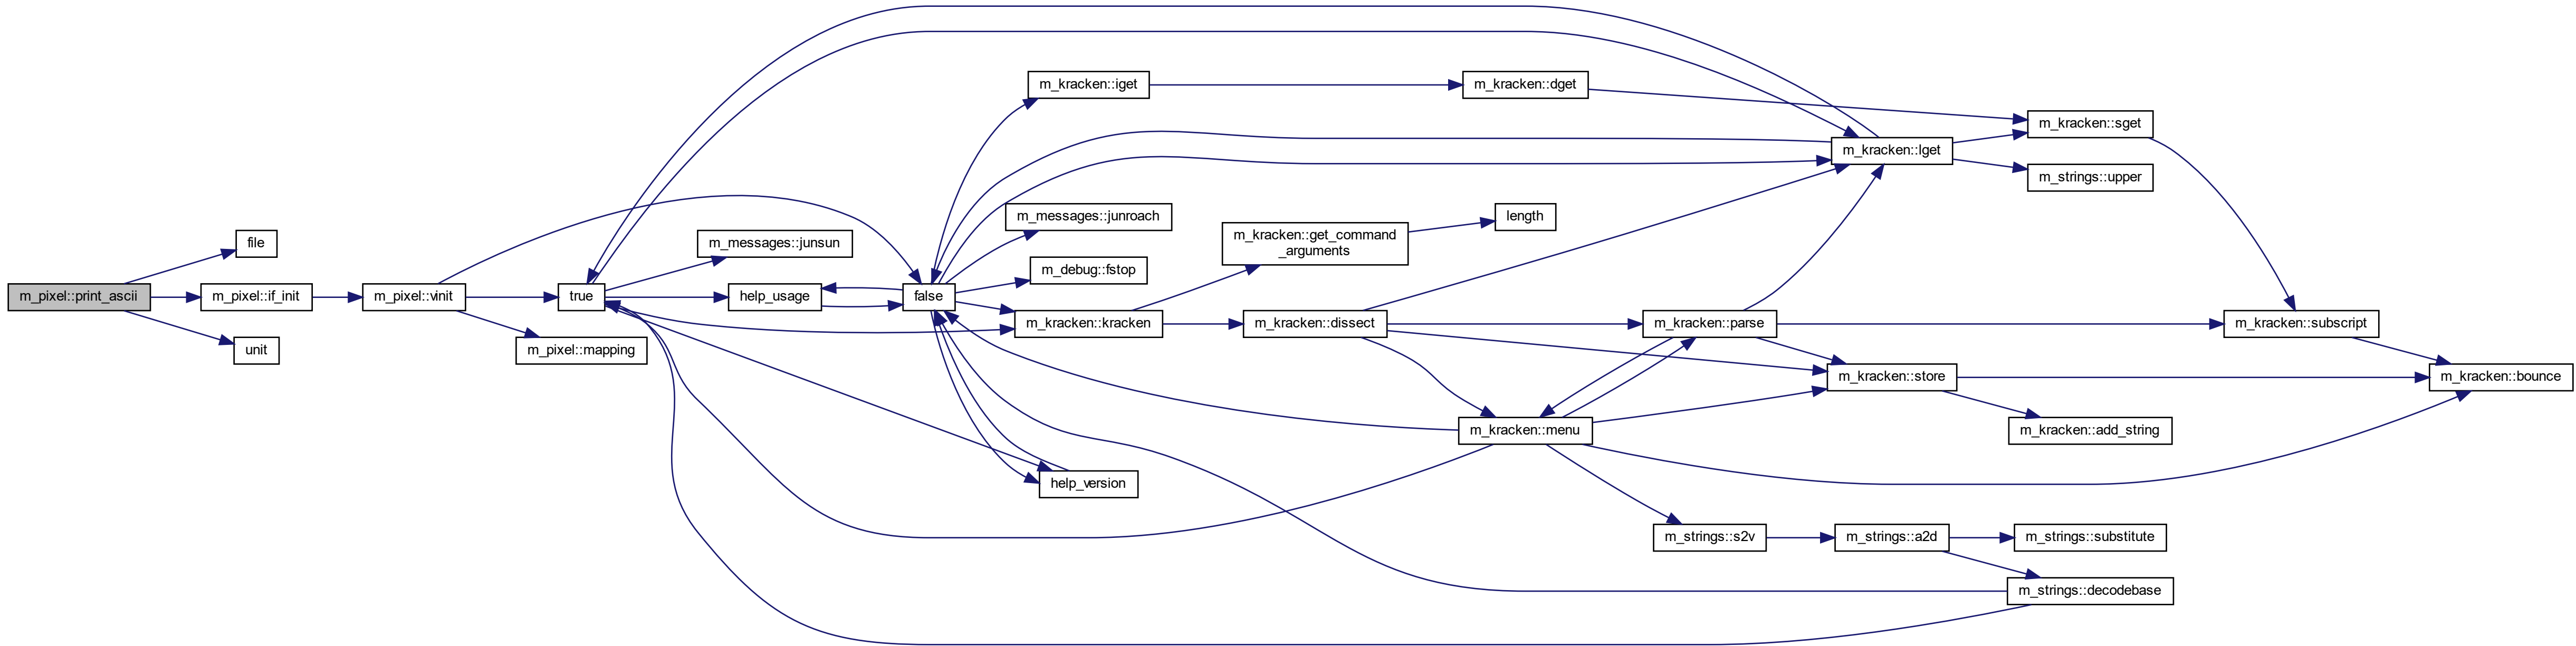 m_pixel::print_ascii
file
m_pixel::if_init
unit
m_pixel::vinit
true
m_pixel::mapping
m_messages::junsun
help_usage
false
m_kracken::iget
m_messages::junroach
m_debug::fstop
m_kracken::kracken
help_version
m_kracken::get_command
_arguments
m_kracken::dissect
m_kracken::dget
length
m_kracken::menu
m_kracken::parse
m_strings::s2v
m_kracken::lget
m_kracken::store
m_strings::a2d
m_kracken::sget
m_strings::upper
m_kracken::add_string
m_strings::substitute
m_strings::decodebase
m_kracken::subscript
m_kracken::bounce